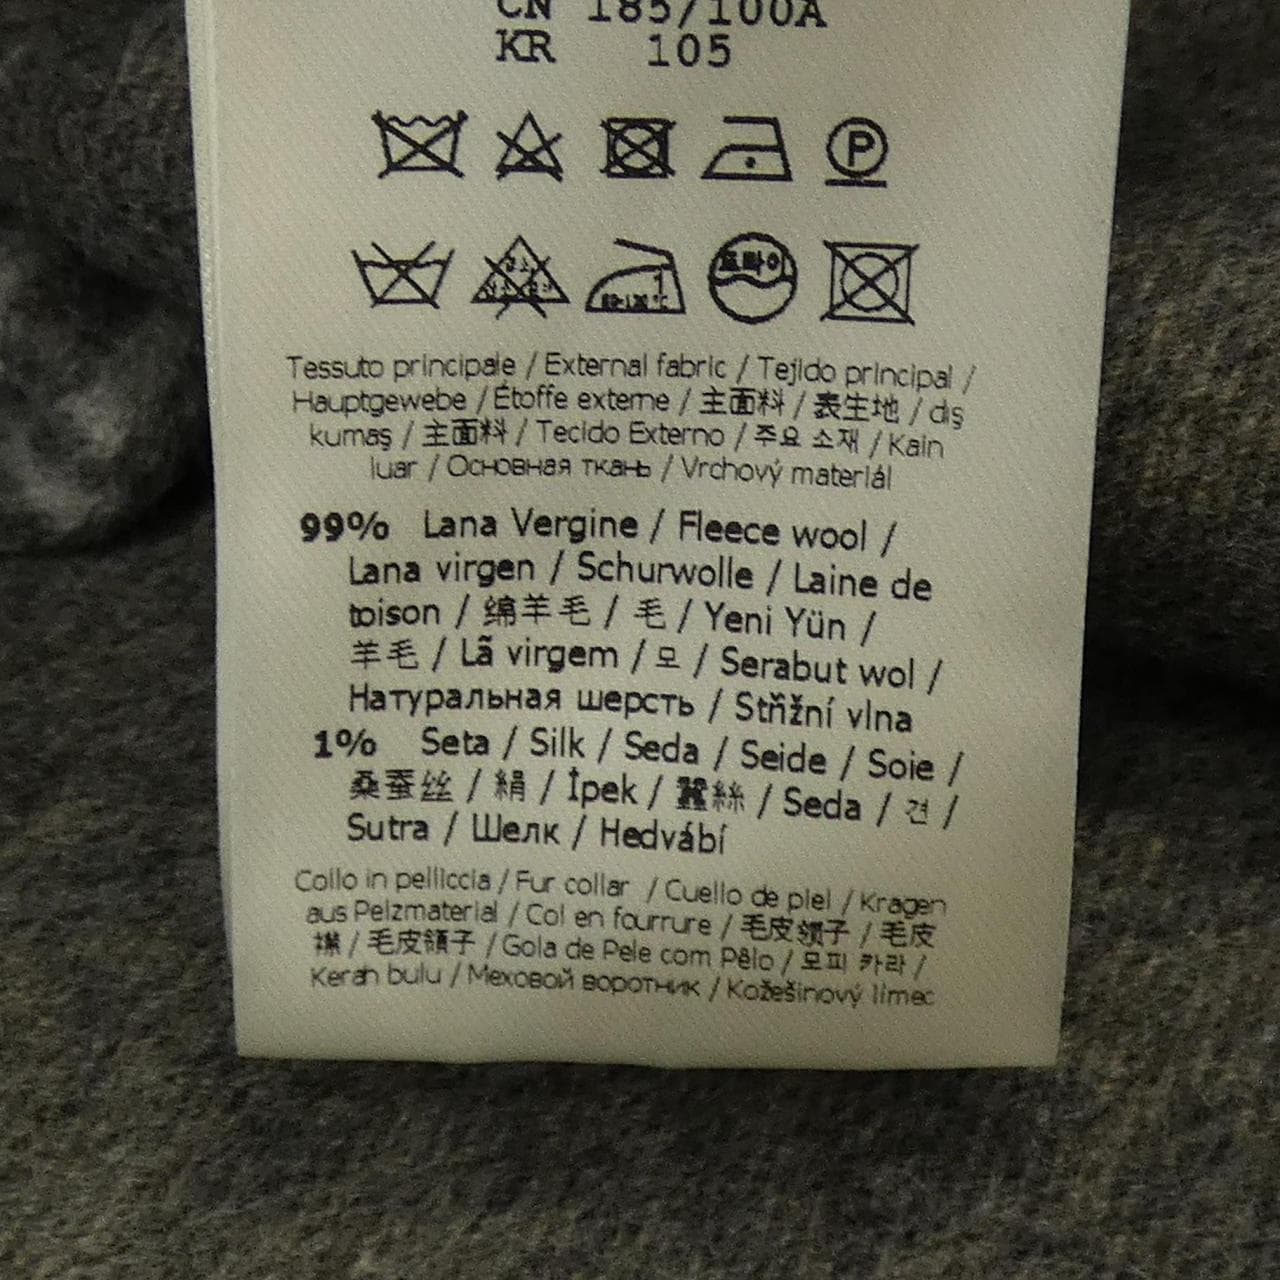 CN 185/100A
KR 105
P
드라이
1
80-120°C
Tessuto principale / External fabric / Tejido principal /
Hauptgewebe / Étoffe externe / 主面料 / 表生地 / dış
kumaş / 主面料 / Tecido Externo / 주요 소재 / Kain
luar / Основная ткань / Vrchový materiál
99% Lana Vergine / Fleece wool /
Lana virgen / Schurwolle / Laine de
toison / 绵羊毛 / 毛 / Yeni Yün /
羊毛 / Lã virgem / 모 / Serabut wol /
Натуральная шерсть / Střižní vlna
1% Seta / Silk / Seda / Seide / Soie /
桑蚕丝 / 絹 / İpek / 蠶絲 / Seda / 견 /
Sutra / Шелк / Hedvábí
Collo in pelliccia / Fur collar / Cuello de piel / Kragen
aus Pelzmaterial / Col en fourrure / 毛皮领子 / 毛皮
襟 / 毛皮領子 / Gola de Pele com Pêlo / 모피 카라 /
Kerah bulu / Меховой воротник / Kožešinový límec